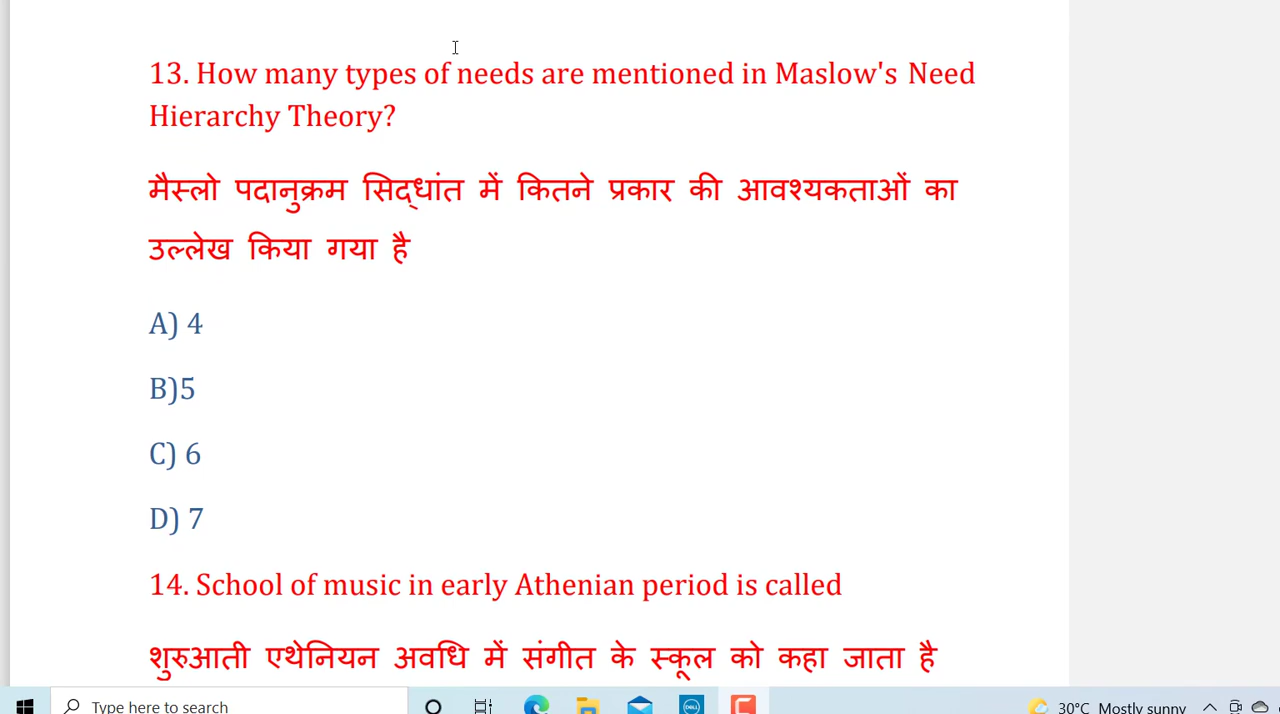 13. How many types of needs are mentioned in Maslow's Need
Hierarchy Theory?
मैस्लो पदानुक्रम सिद्धांत में कितने प्रकार की आवश्यकताओं का
उल्लेख किया गया है
A) 4
B)5
C) 6
D) 7
14. School of music in early Athenian period is called
शुरुआती एथेनियन अवधि में संगीत के स्कूल को कहा जाता है
Type here to search
DELL
30°C Mostly sunny